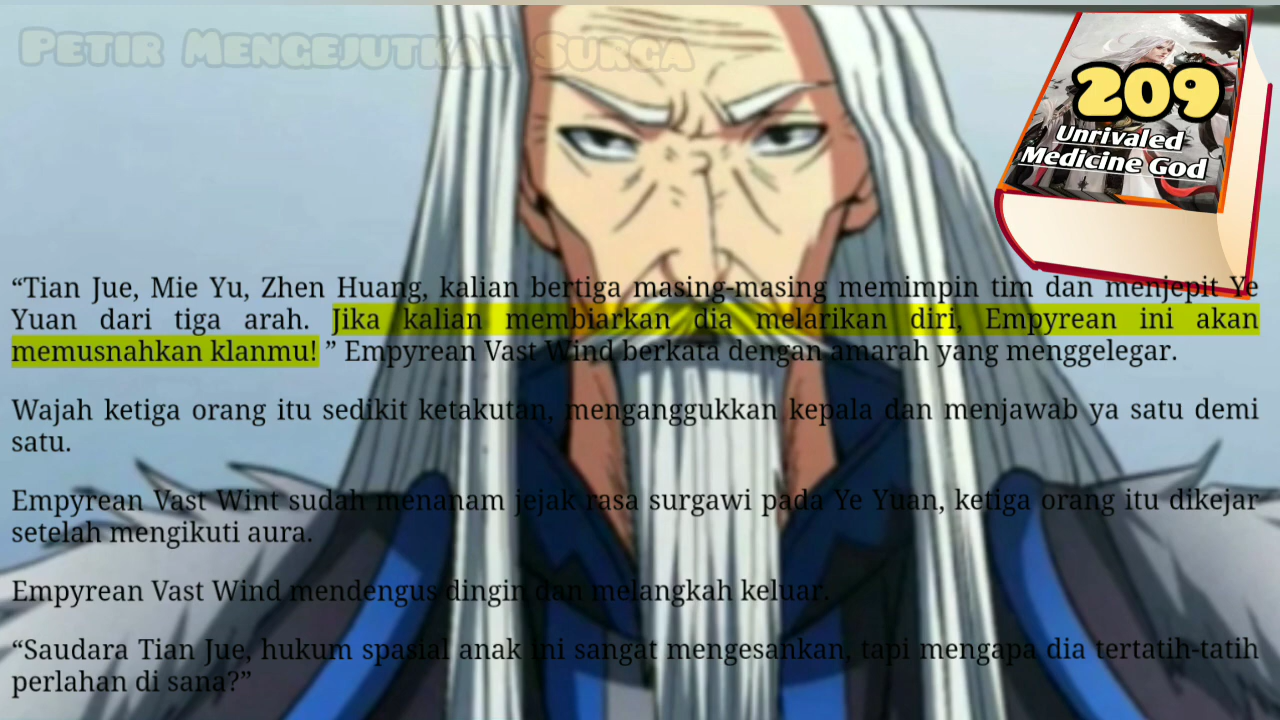 Petir Mengejutkan Surga
209
Unrivaled
Medicine God
“Tian Jue, Mie Yu, Zhen Huang, kalian bertiga masing-masing memimpin tim dan menjepit Ye
Yuan dari tiga arah. Jika kalian membiarkan dia melarikan diri, Empyrean ini akan
memusnahkan klanmu! ” Empyrean Vast Wind berkata dengan amarah yang menggelegar.
Wajah ketiga orang itu sedikit ketakutan, menganggukkan kepala dan menjawab ya satu demi
satu.
Empyrean Vast Wint sudah menanam jejak rasa surgawi pada Ye Yuan, ketiga orang itu dikejar
setelah mengikuti aura.
Empyrean Vast Wind mendengus dingin dan melangkah keluar.
“Saudara Tian Jue, hukum spasial anak ini sangat mengesankan, tapi mengapa dia tertatih-tatih
perlahan di sana?”